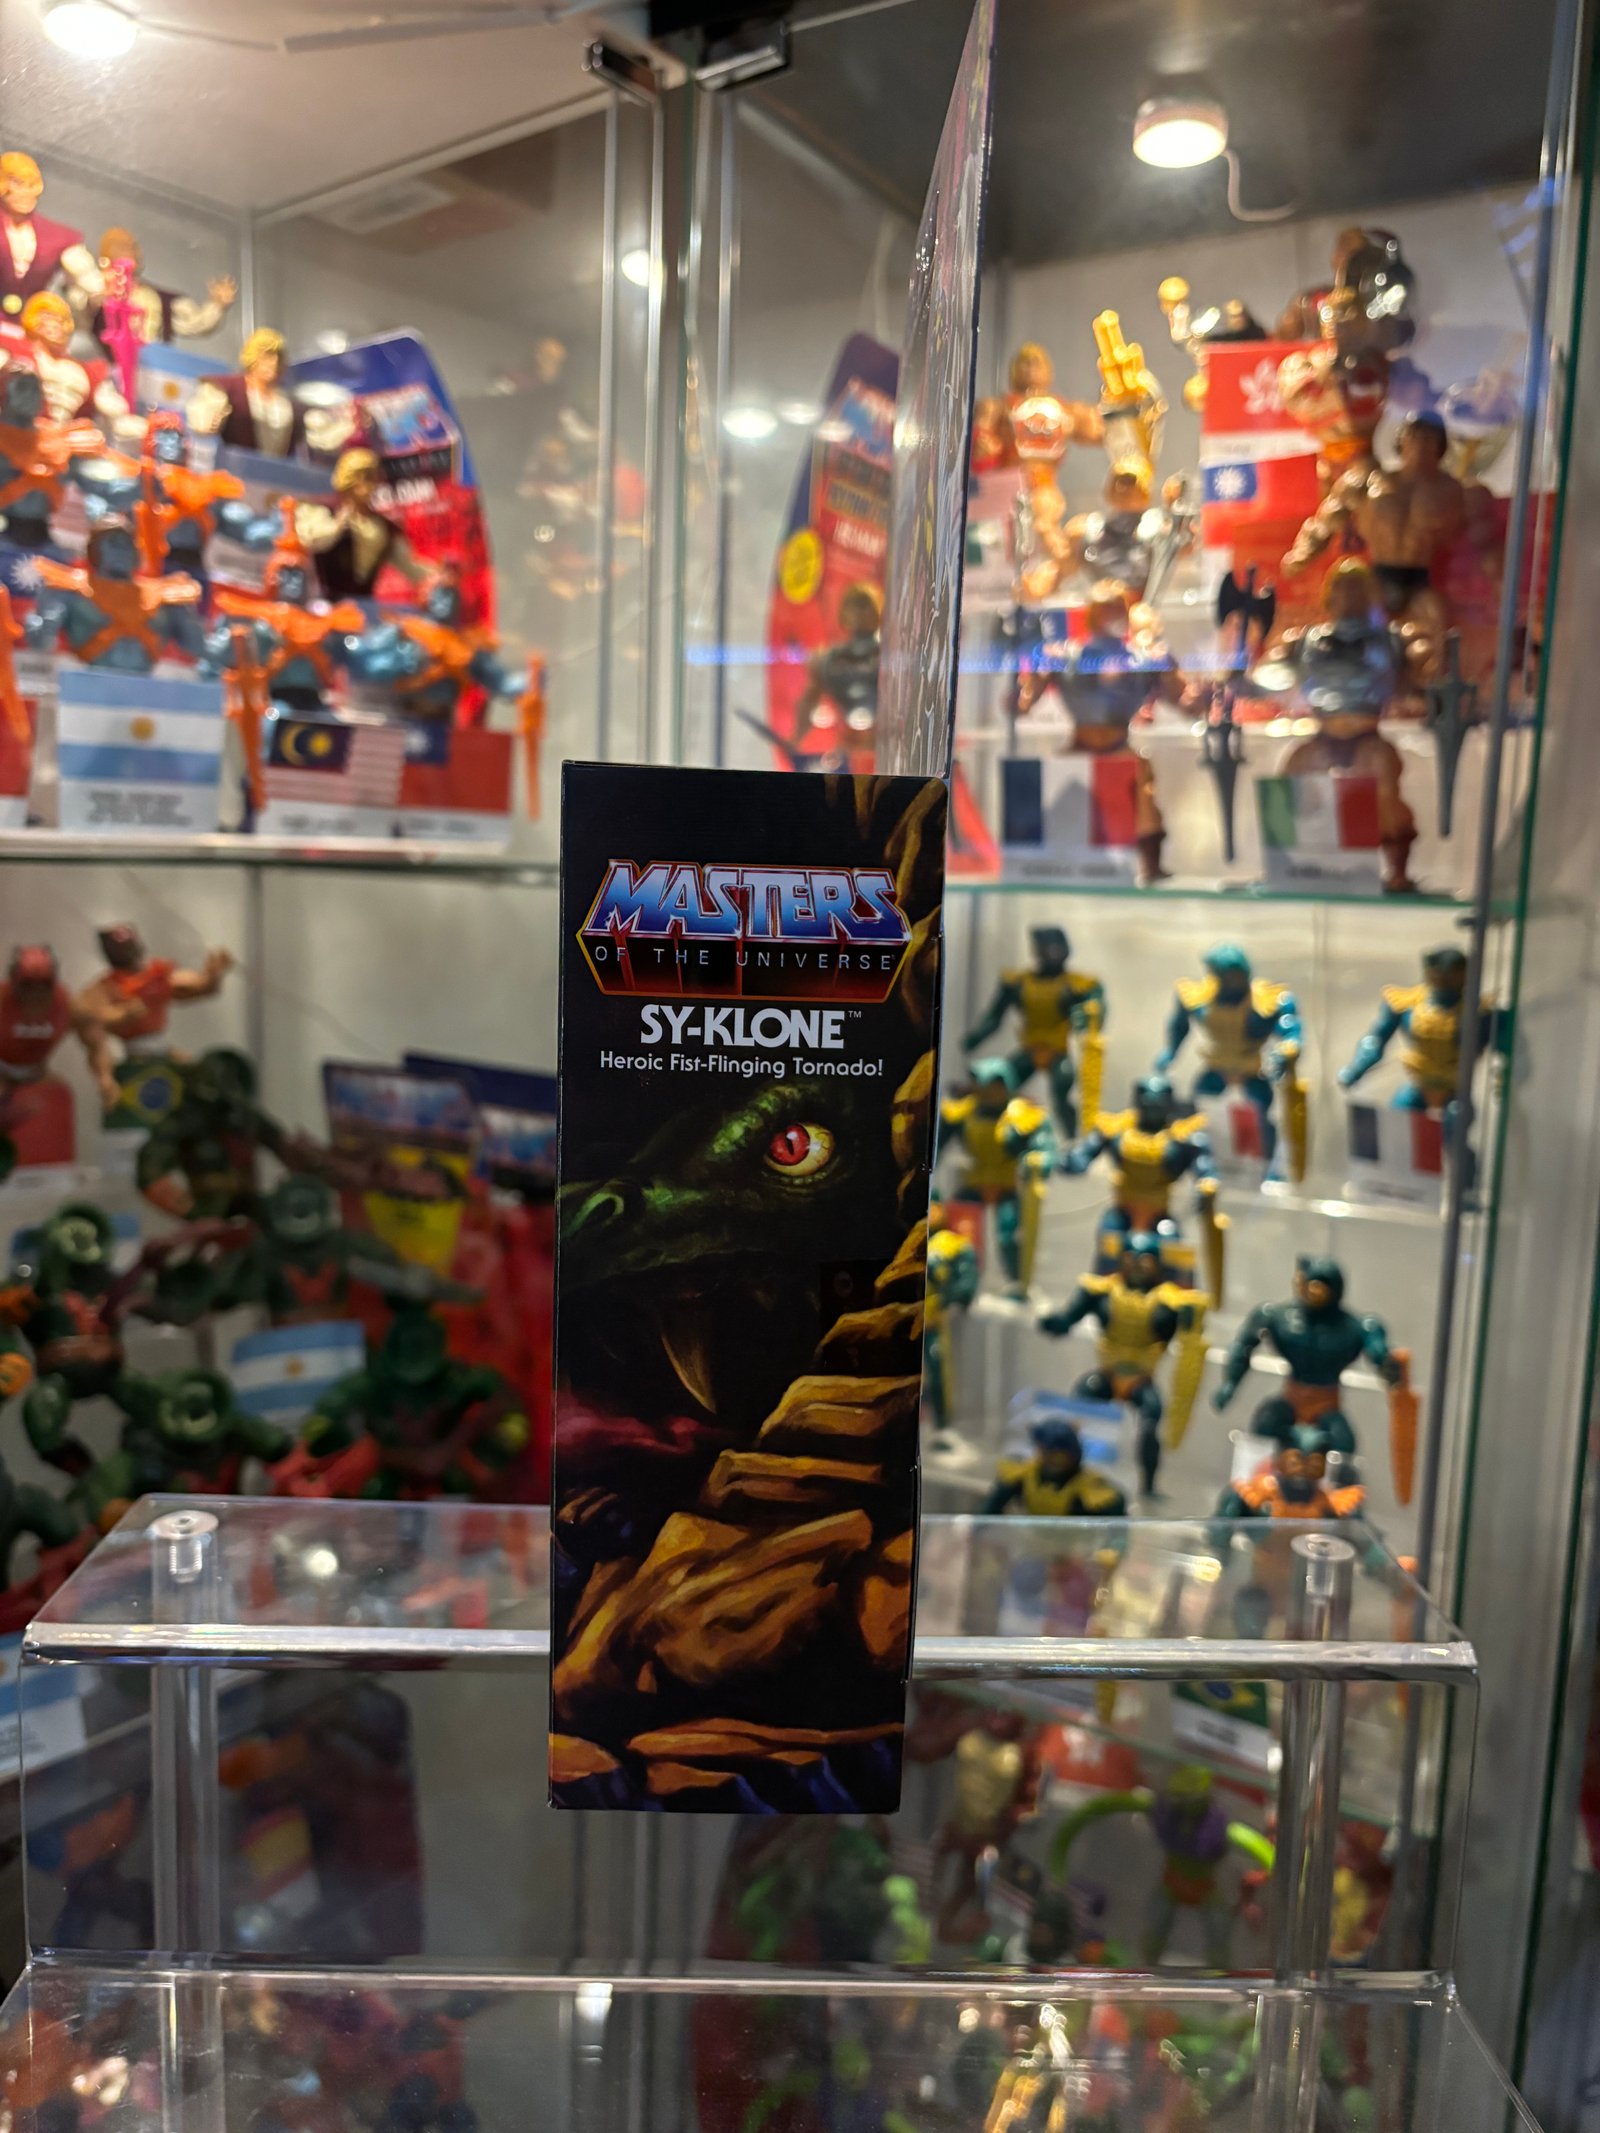 MASTERS
OF THE UNIVERSE
SY-KLONE™
Heroic Fist-Flinging Tornado!